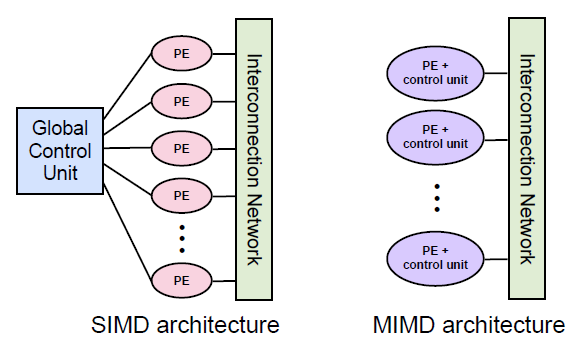 Global
Control
Unit
PE
PE
PE
PE
PE
Interconnection Network
SIMD architecture
PE +
control unit
PE +
control unit
PE +
control unit
Interconnection Network
MIMD architecture